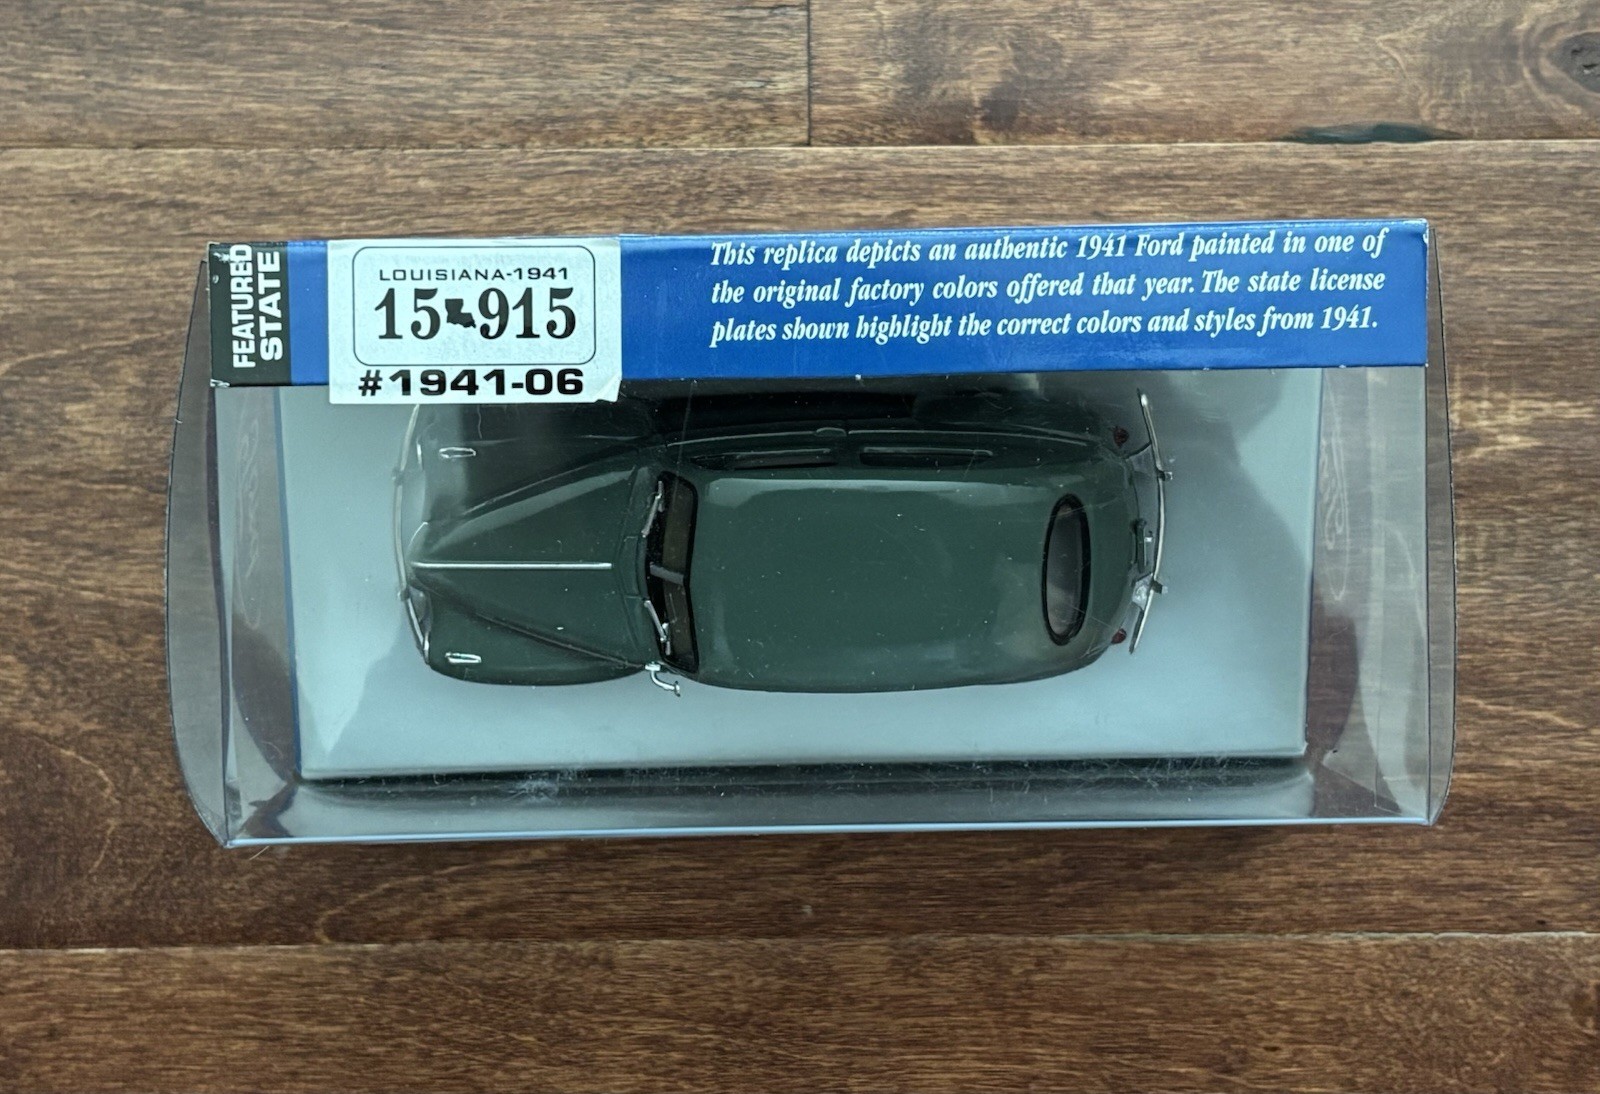 FEATURED
STATE
LOUISIANA-1941
15 915
#1941-06
This replica depicts an authentic 1941 Ford painted in one of
the original factory colors offered that year. The state license
plates shown highlight the correct colors and styles from 1941.